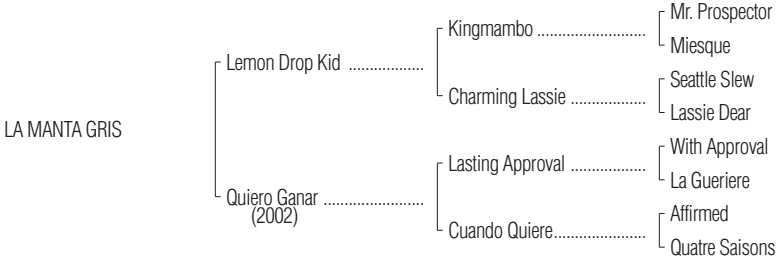 Mr. Prospector
Kingmambo ..........................
Miesque
Lemon Drop Kid ..................
Seattle Slew
Charming Lassie ..................
Lassie Dear
LA MANTA GRIS
With Approval
Lasting Approval ..................
La Gueriere
Quiero Ganar ........................
(2002)
Affirmed
Cuando Quiere......................
Quatre Saisons